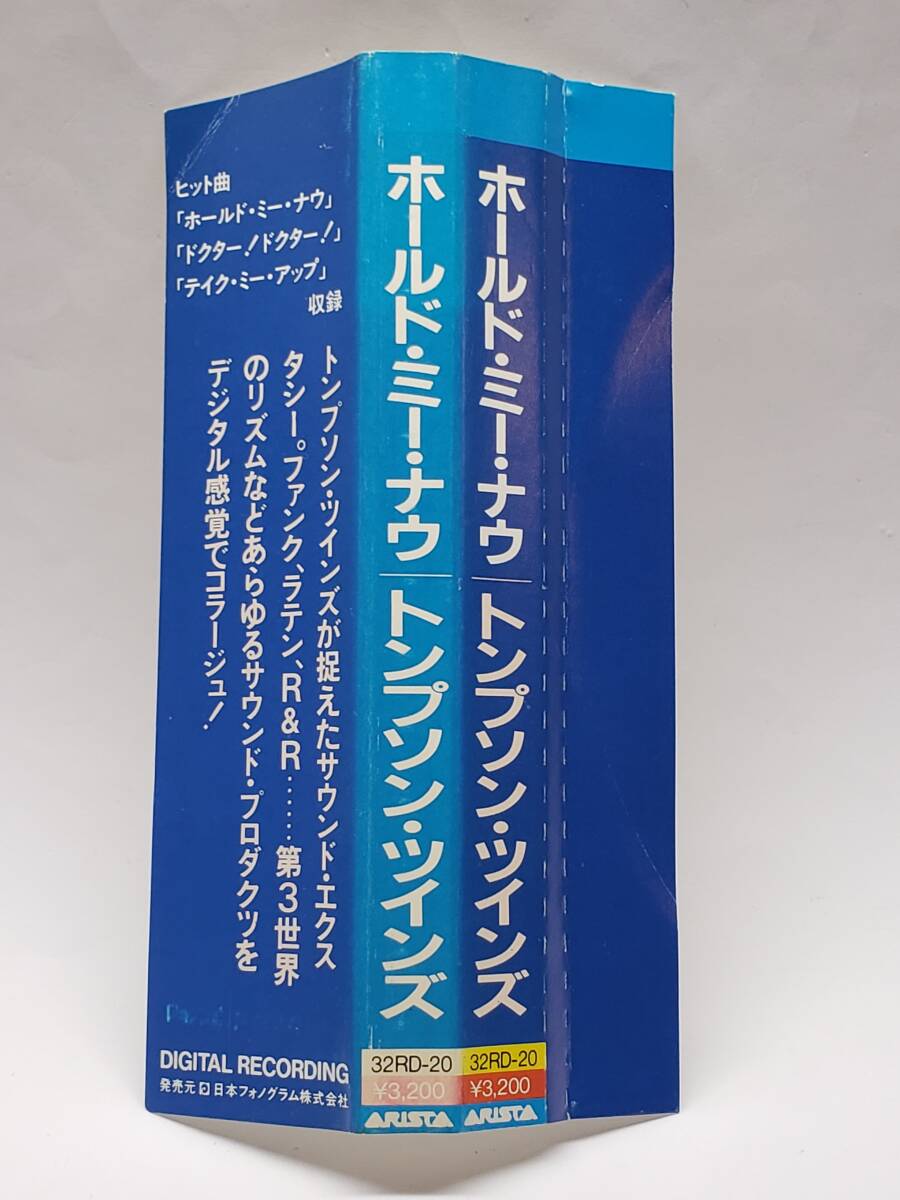 ヒット曲
「ホールド・ミー・ナウ」
「ドクター!ドクター!」
「テイク・ミー・アップ」
収録
トンプソン・ツインズが捉えたサウンド・エクス
タシー。ファンク、ラテン、R&R……第3世界
のリズムなどあらゆるサウンド・プロダクツを
デジタル感覚でコラージュ!
DIGITAL RECORDING
発売元 日本フォノグラム株式会社
ホールド・ミー・ナウ|トンプソン・ツインズ
32RD-20
¥3,200
ARISTA
ホールド・ミー・ナウ|トンプソン・ツインズ
32RD-20
¥3,200
ARISTA